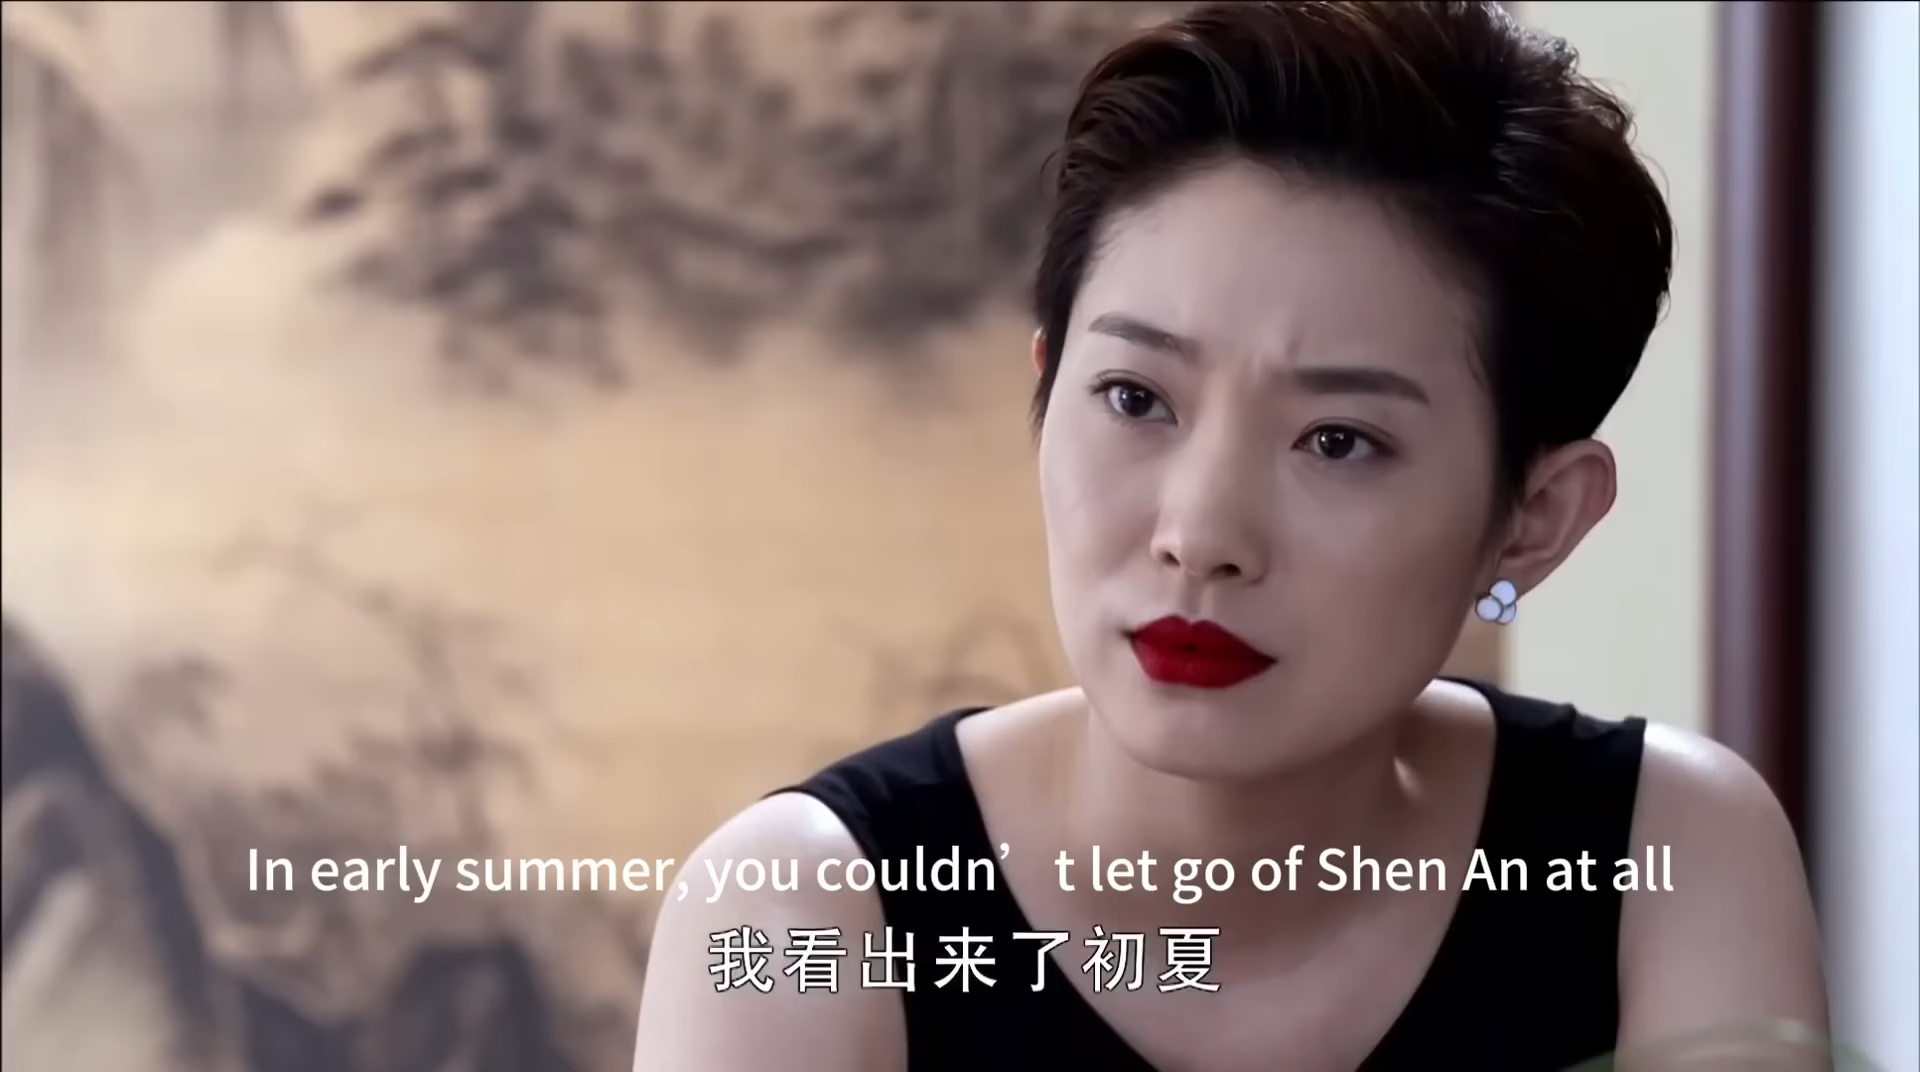 In early summer, you couldn’t let go of Shen An at all
我看出来了初夏